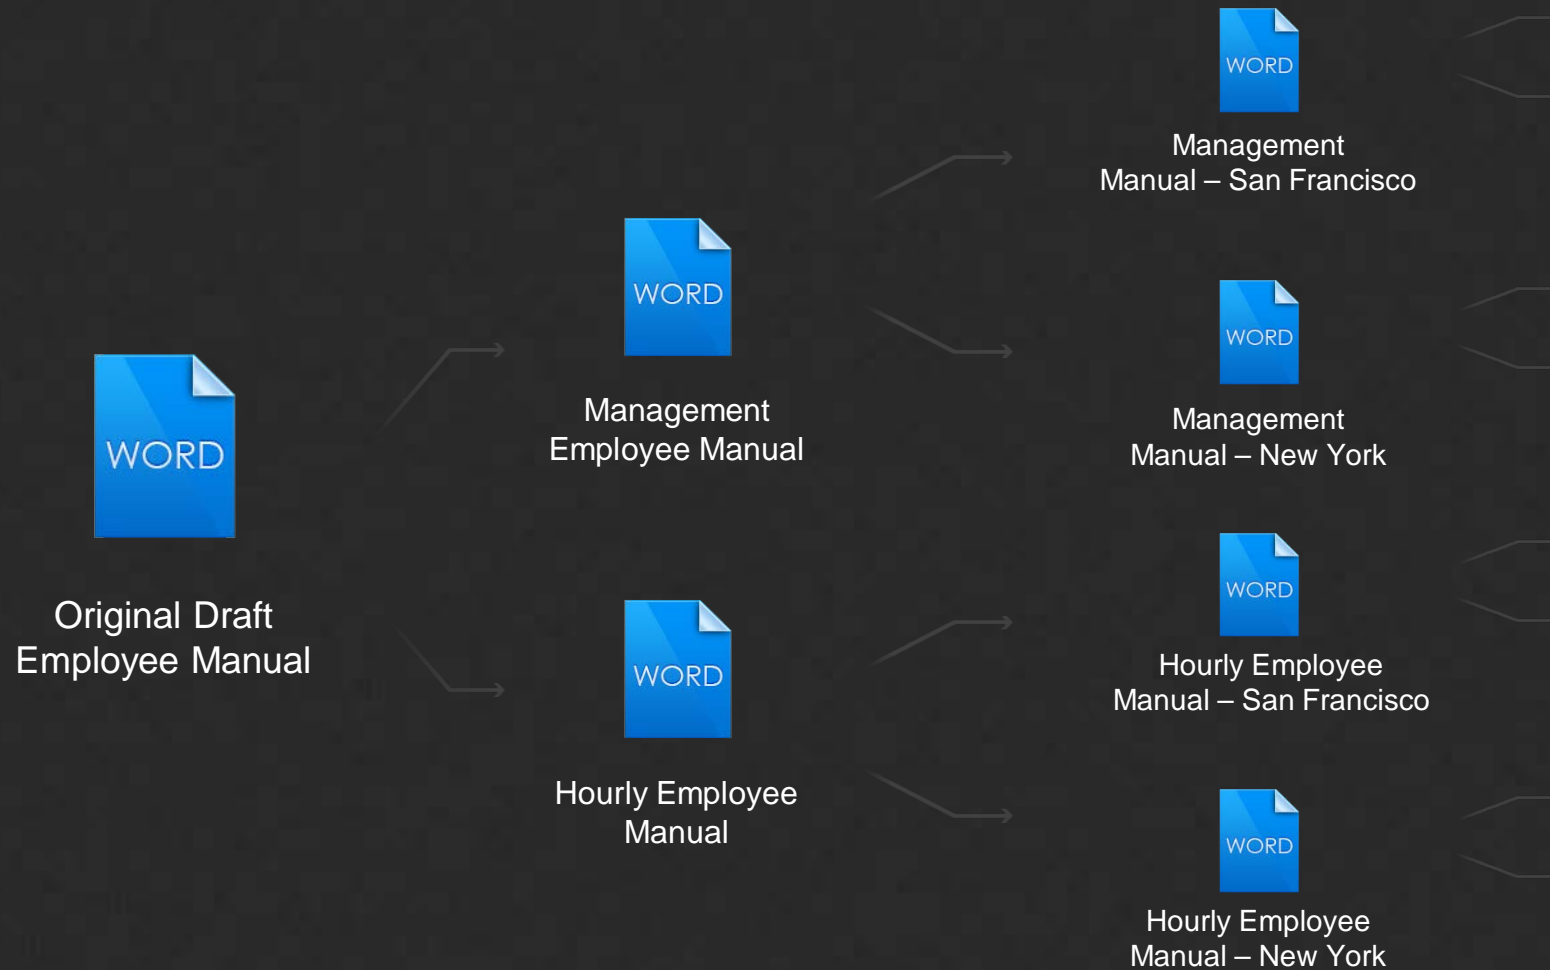 WORD
Original Draft
Employee Manual
WORD
Management
Employee Manual
WORD
Hourly Employee
Manual
WORD
Management
Manual – San Francisco
WORD
Management
Manual – New York
WORD
Hourly Employee
Manual – San Francisco
WORD
Hourly Employee
Manual – New York